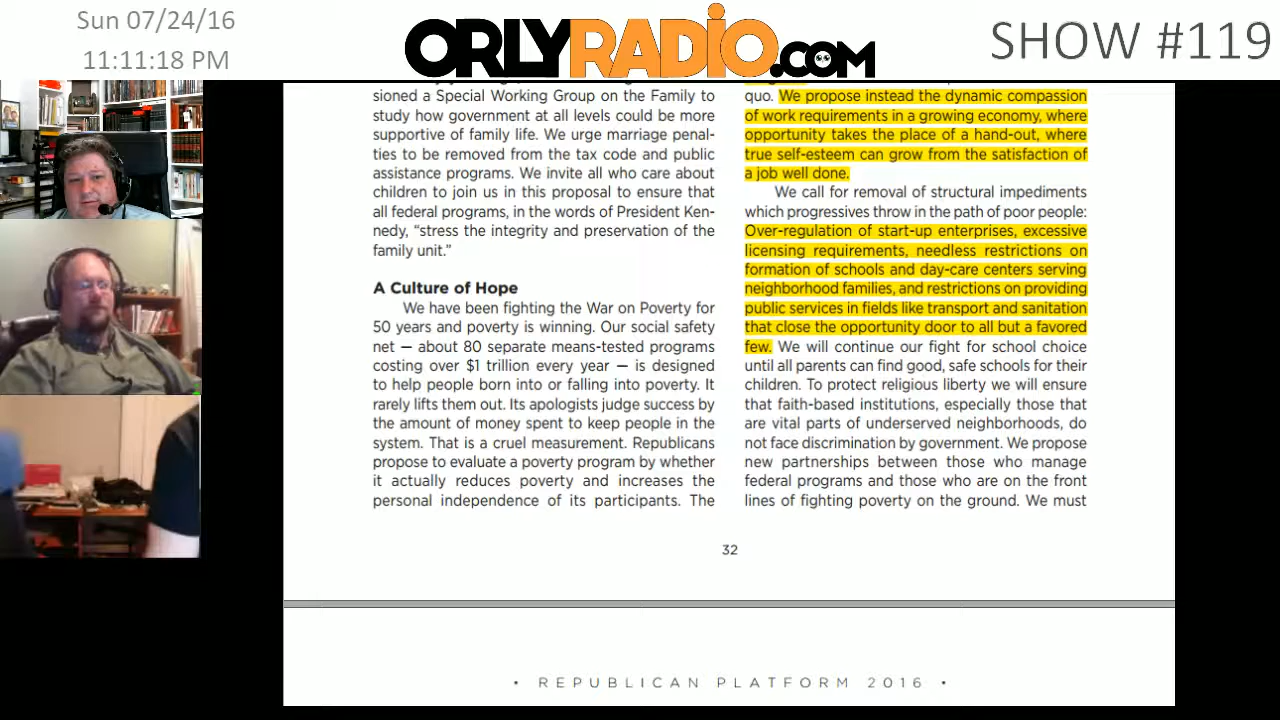 Sun 07/24/16
11:11:18 PM
ORLYRADIO.COM
SHOW #119
sioned a Special Working Group on the Family to
study how government at all levels could be more
supportive of family life. We urge marriage penal-
ties to be removed from the tax code and public
assistance programs. We invite all who care about
children to join us in this proposal to ensure that
all federal programs, in the words of President Ken-
nedy, “stress the integrity and preservation of the
family unit.”
A Culture of Hope
We have been fighting the War on Poverty for
50 years and poverty is winning. Our social safety
net — about 80 separate means-tested programs
costing over $1 trillion every year — is designed
to help people born into or falling into poverty. It
rarely lifts them out. Its apologists judge success by
the amount of money spent to keep people in the
system. That is a cruel measurement. Republicans
propose to evaluate a poverty program by whether
it actually reduces poverty and increases the
personal independence of its participants. The
quo. We propose instead the dynamic compassion
of work requirements in a growing economy, where
opportunity takes the place of a hand-out, where
true self-esteem can grow from the satisfaction of
a job well done.
We call for removal of structural impediments
which progressives throw in the path of poor people:
Over-regulation of start-up enterprises, excessive
licensing requirements, needless restrictions on
formation of schools and day-care centers serving
neighborhood families, and restrictions on providing
public services in fields like transport and sanitation
that close the opportunity door to all but a favored
few. We will continue our fight for school choice
until all parents can find good, safe schools for their
children. To protect religious liberty we will ensure
that faith-based institutions, especially those that
are vital parts of underserved neighborhoods, do
not face discrimination by government. We propose
new partnerships between those who manage
federal programs and those who are on the front
lines of fighting poverty on the ground. We must
32
• REPUBLICAN PLATFORM 2016 •